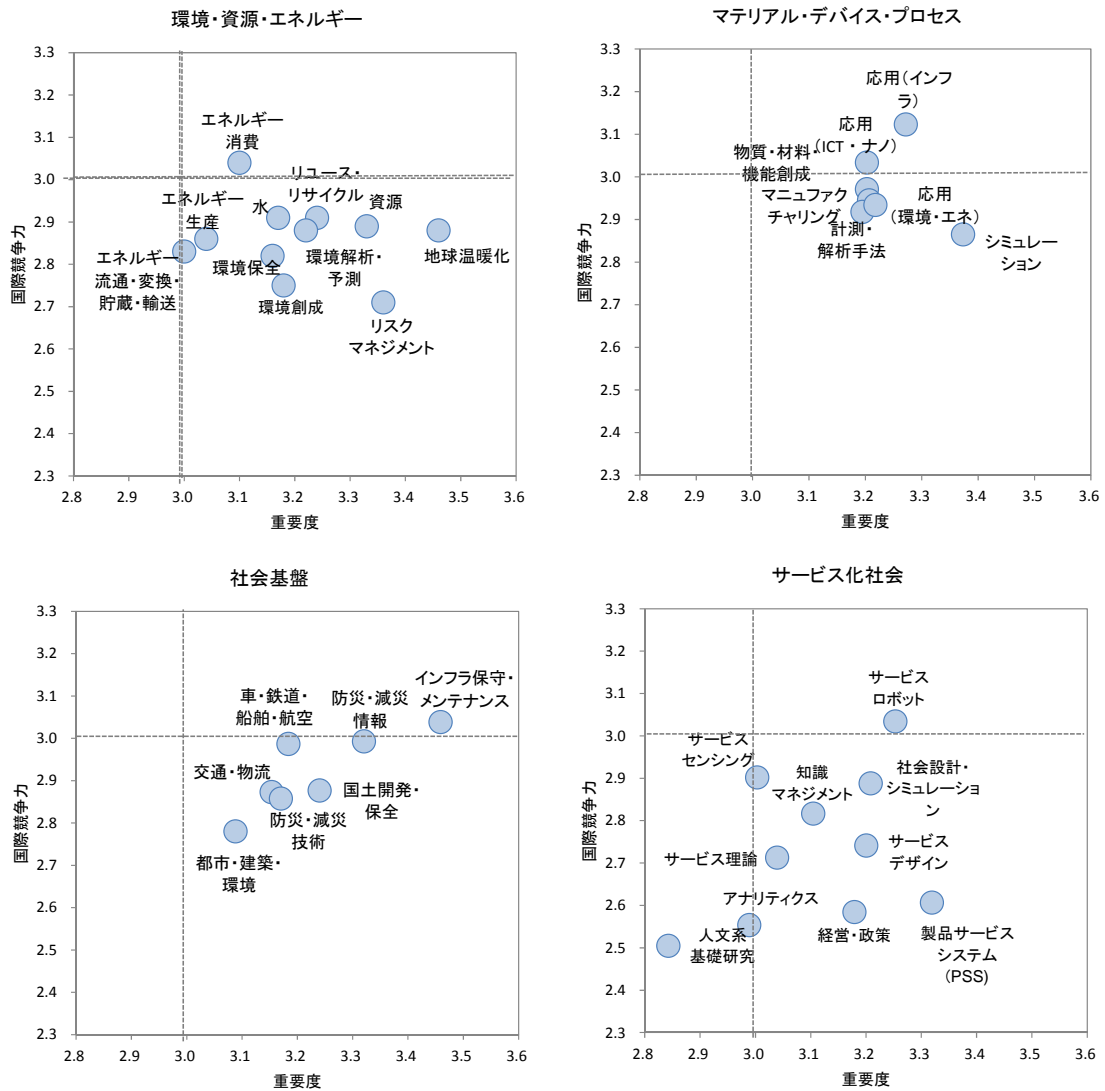 環境・資源・エネルギー
3.3
3.2
3.1
3.0
2.9
2.8
2.7
2.6
2.5
2.4
2.3
国際競争力
エネルギー
消費
リユース・
リサイクル
エネルギー
生産
水
資源
地球温暖化
エネルギー
流通・変換・
貯蔵・輸送
環境保全
環境解析・
予測
環境創成
リスク
マネジメント
2.8 2.9 3.0 3.1 3.2 3.3 3.4 3.5 3.6
重要度
マテリアル・デバイス・プロセス
3.3
3.2
3.1
3.0
2.9
2.8
2.7
2.6
2.5
2.4
2.3
国際競争力
応用(インフ
ラ)
応用
(ICT・ナノ)
物質・材料・
機能創成
マニュファク
チャリング
応用
(環境・エネ)
計測・
解析手法
シミュレー
ション
2.8 2.9 3.0 3.1 3.2 3.3 3.4 3.5 3.6
重要度
社会基盤
3.3
3.2
3.1
3.0
2.9
2.8
2.7
2.6
2.5
2.4
2.3
国際競争力
インフラ保守・
メンテナンス
車・鉄道・
船舶・航空
防災・減災
情報
交通・物流
国土開発・
保全
防災・減災
技術
都市・建築・
環境
2.8 2.9 3.0 3.1 3.2 3.3 3.4 3.5 3.6
重要度
サービス化社会
3.3
3.2
3.1
3.0
2.9
2.8
2.7
2.6
2.5
2.4
2.3
国際競争力
サービス
ロボット
サービス
センシング
知識
マネジメント
社会設計・
シミュレーショ
ン
サービス理論
サービス
デザイン
アナリティクス
人文系
基礎研究
経営・政策
製品サービス
システム
(PSS)
2.8 2.9 3.0 3.1 3.2 3.3 3.4 3.5 3.6
重要度